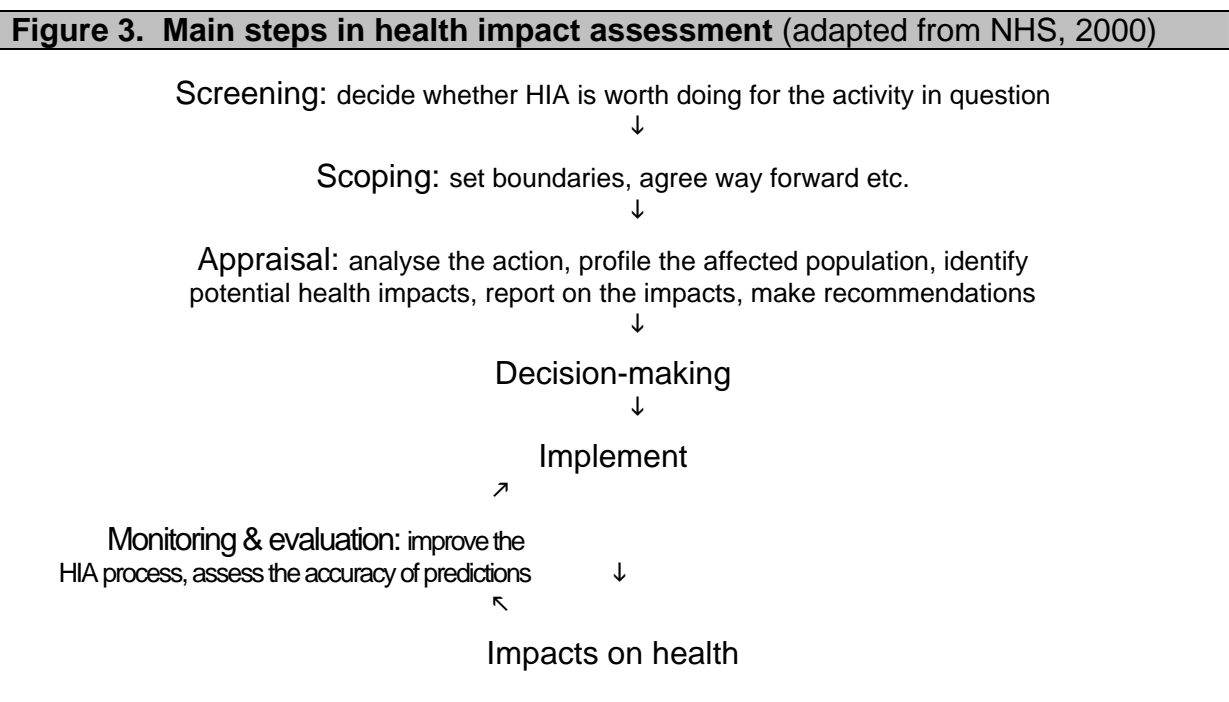 Figure 3. Main steps in health impact assessment (adapted from NHS, 2000)
Screening: decide whether HIA is worth doing for the activity in question
↓
Scoping: set boundaries, agree way forward etc.
↓
Appraisal: analyse the action, profile the affected population, identify
potential health impacts, report on the impacts, make recommendations
↓
Decision-making
↓
Implement
↗
Monitoring & evaluation: improve the
HIA process, assess the accuracy of predictions ↓
↖
Impacts on health